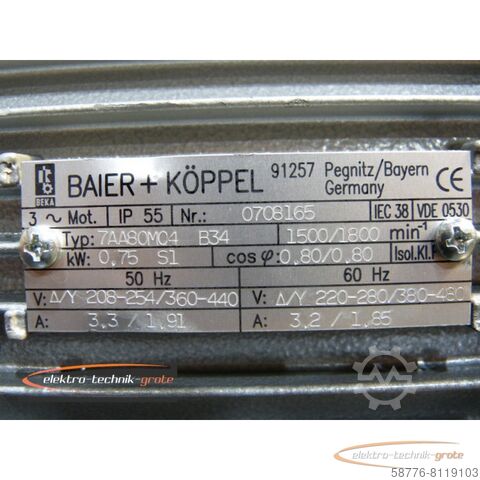 BEKA
BAIER + KÖPPEL 91257 Pegnitz/Bayern
Germany
CE
3 ~ Mot. IP 55 Nr.: 0708165 IEC 38 VDE 0530
Typ: 7AA80M04 B34 1500/1800 min⁻¹
kW: 0,75 S1 cos φ: 0,80/0,80 Isol.Kl.F
50 Hz 60 Hz
V: Δ/Y 208-254/360-440 V: Δ/Y 220-280/380-480
A: 3,3 / 1,91 A: 3,2 / 1,85
elektro-technik-grote
elektro-technik-grote
58776-8119103